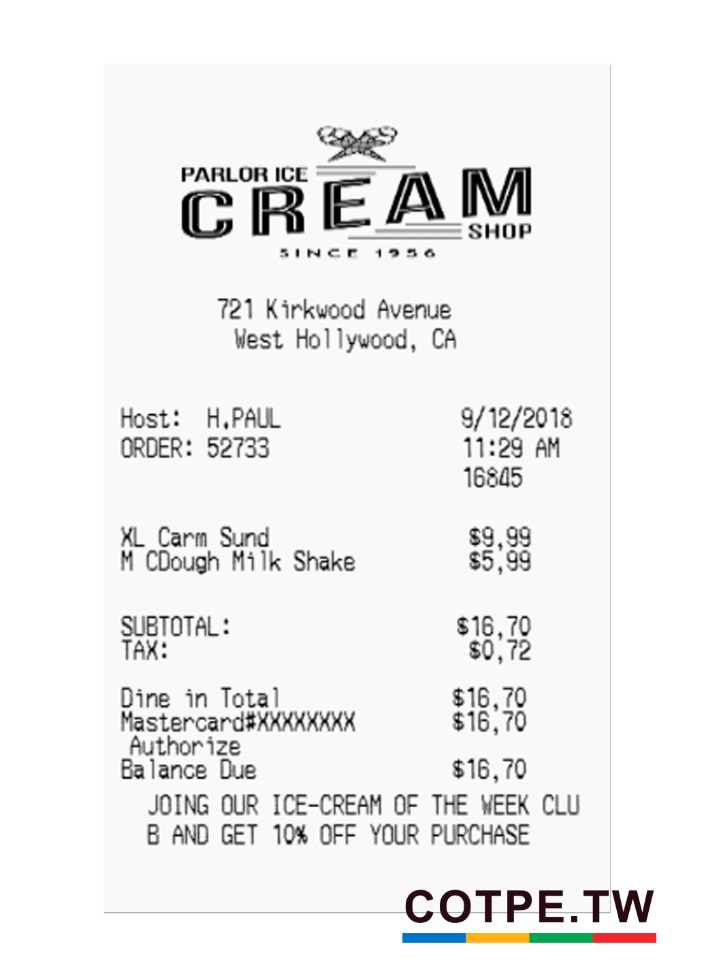 PARLOR ICE
CREAM
SHOP
SINCE 1956
721 Kirkwood Avenue
West Hollywood, CA
Host: H.PAUL 9/12/2018
ORDER: 52733 11:29 AM
16845
XL Carm Sund $9,99
M CDough Milk Shake $5,99
SUBTOTAL: $16,70
TAX: $0,72
Dine in Total $16,70
Mastercard#XXXXXXXX $16,70
Authorize
Balance Due $16,70
JOING OUR ICE-CREAM OF THE WEEK CLU
B AND GET 10% OFF YOUR PURCHASE
COTPE.TW